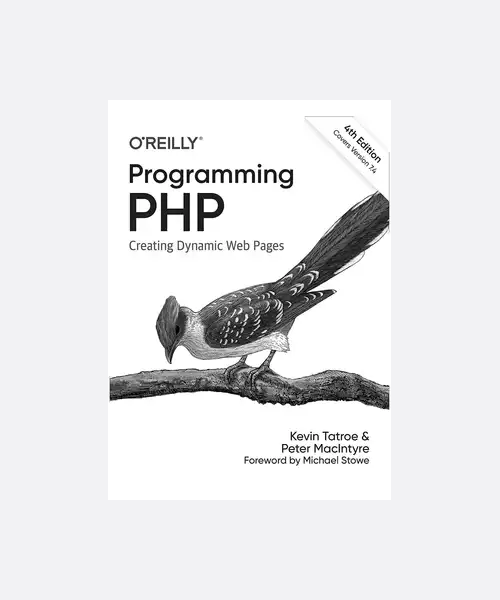 O'REILLY®
4th Edition
Covers Version 7.4
Programming
PHP
Creating Dynamic Web Pages
Kevin Tatroe &
Peter MacIntyre
Foreword by Michael Stowe